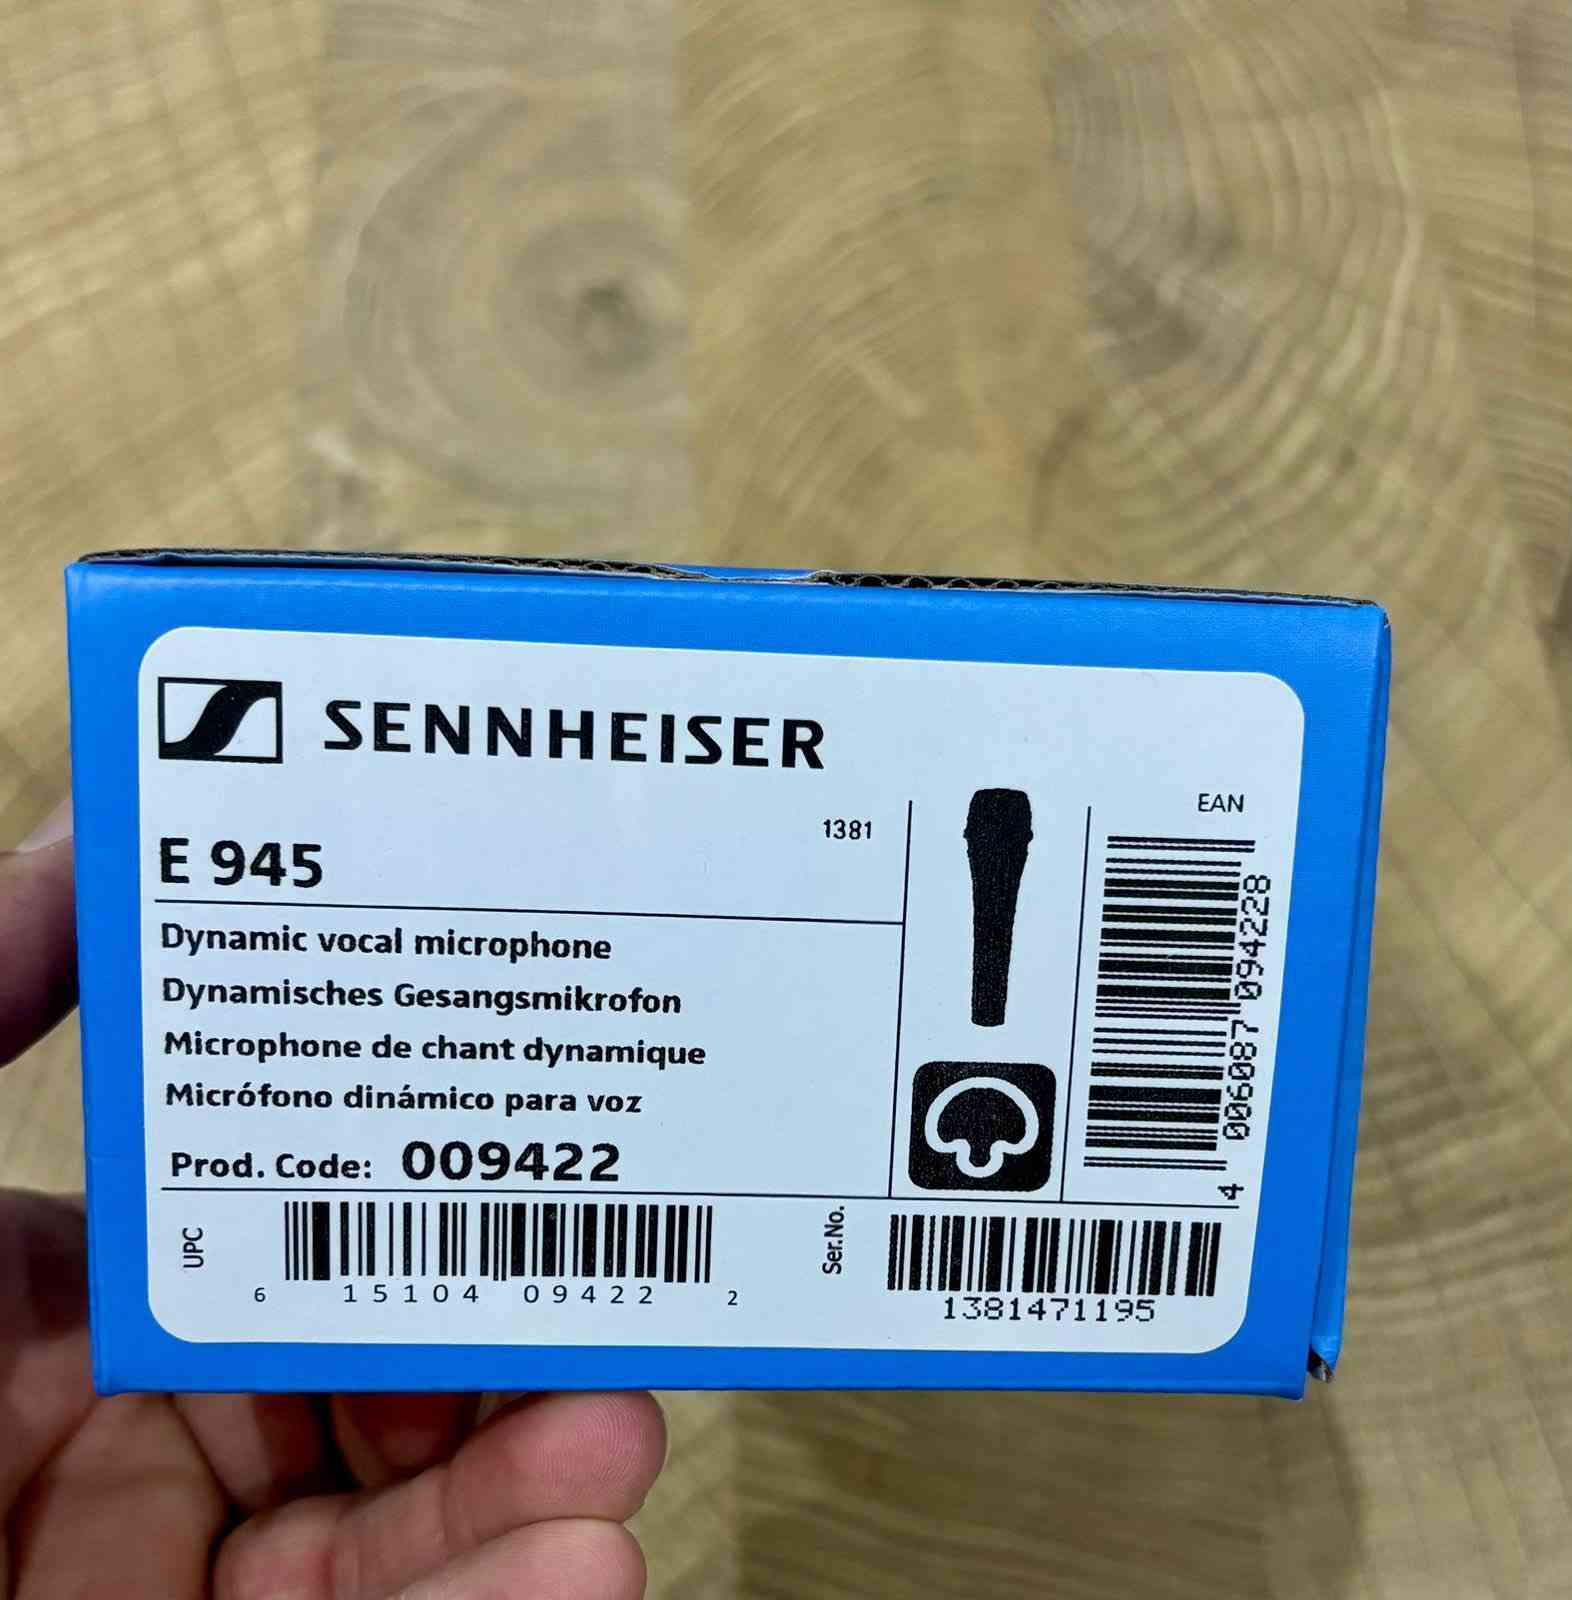 SENNHEISER
1381
E 945
Dynamic vocal microphone
Dynamisches Gesangsmikrofon
Microphone de chant dynamique
Micrófono dinámico para voz
Prod. Code: 009422
EAN
4 006087 094228
UPC
6 15104 09422 2
Ser.No.
1381471195